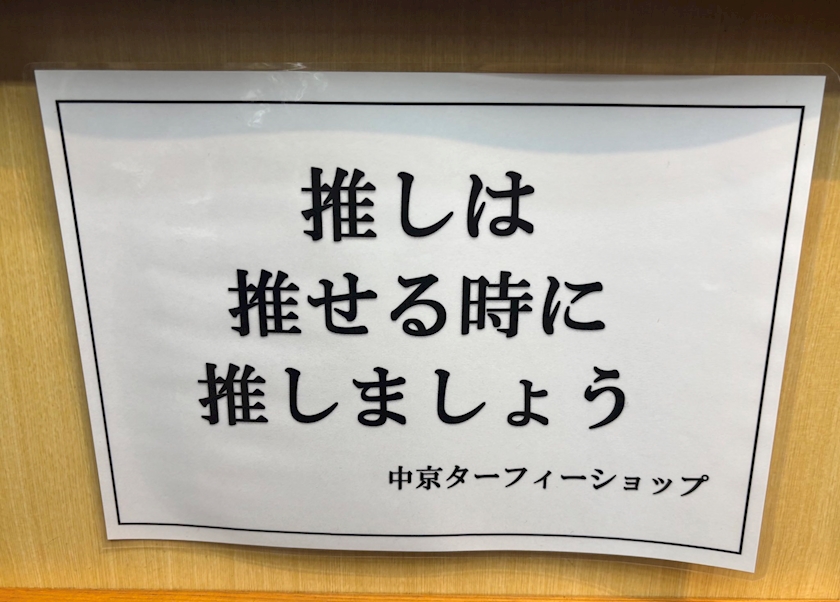 推しは
推せる時に
推しましょう
中京ターフィーショップ